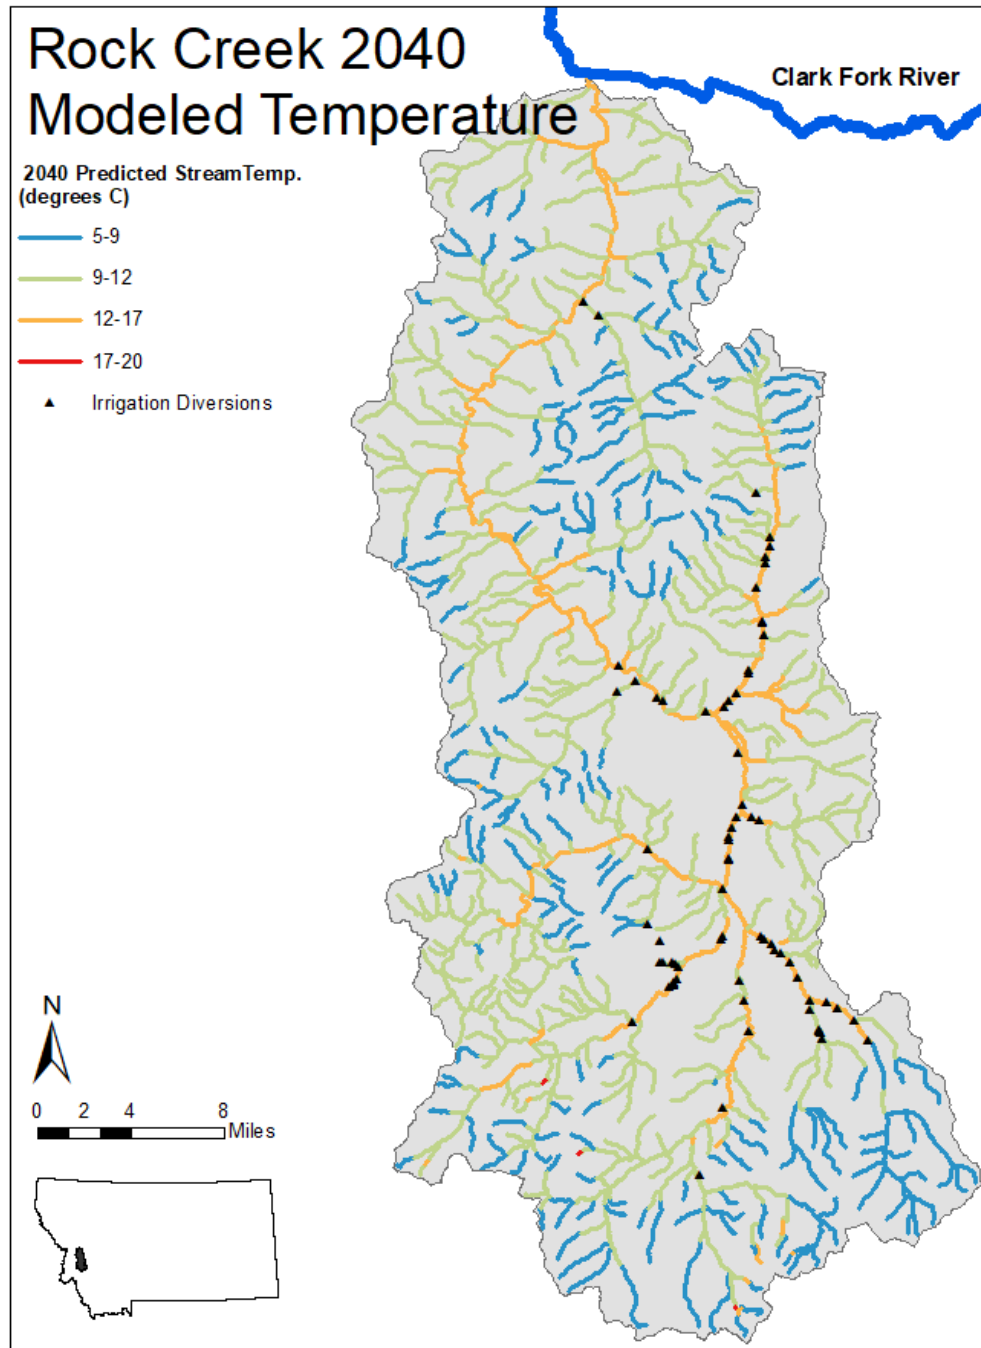 Rock Creek 2040
Modeled Temperature
Clark Fork River
2040 Predicted StreamTemp.
(degrees C)
5-9
9-12
12-17
17-20
Irrigation Diversions
N
0 2 4 8
Miles